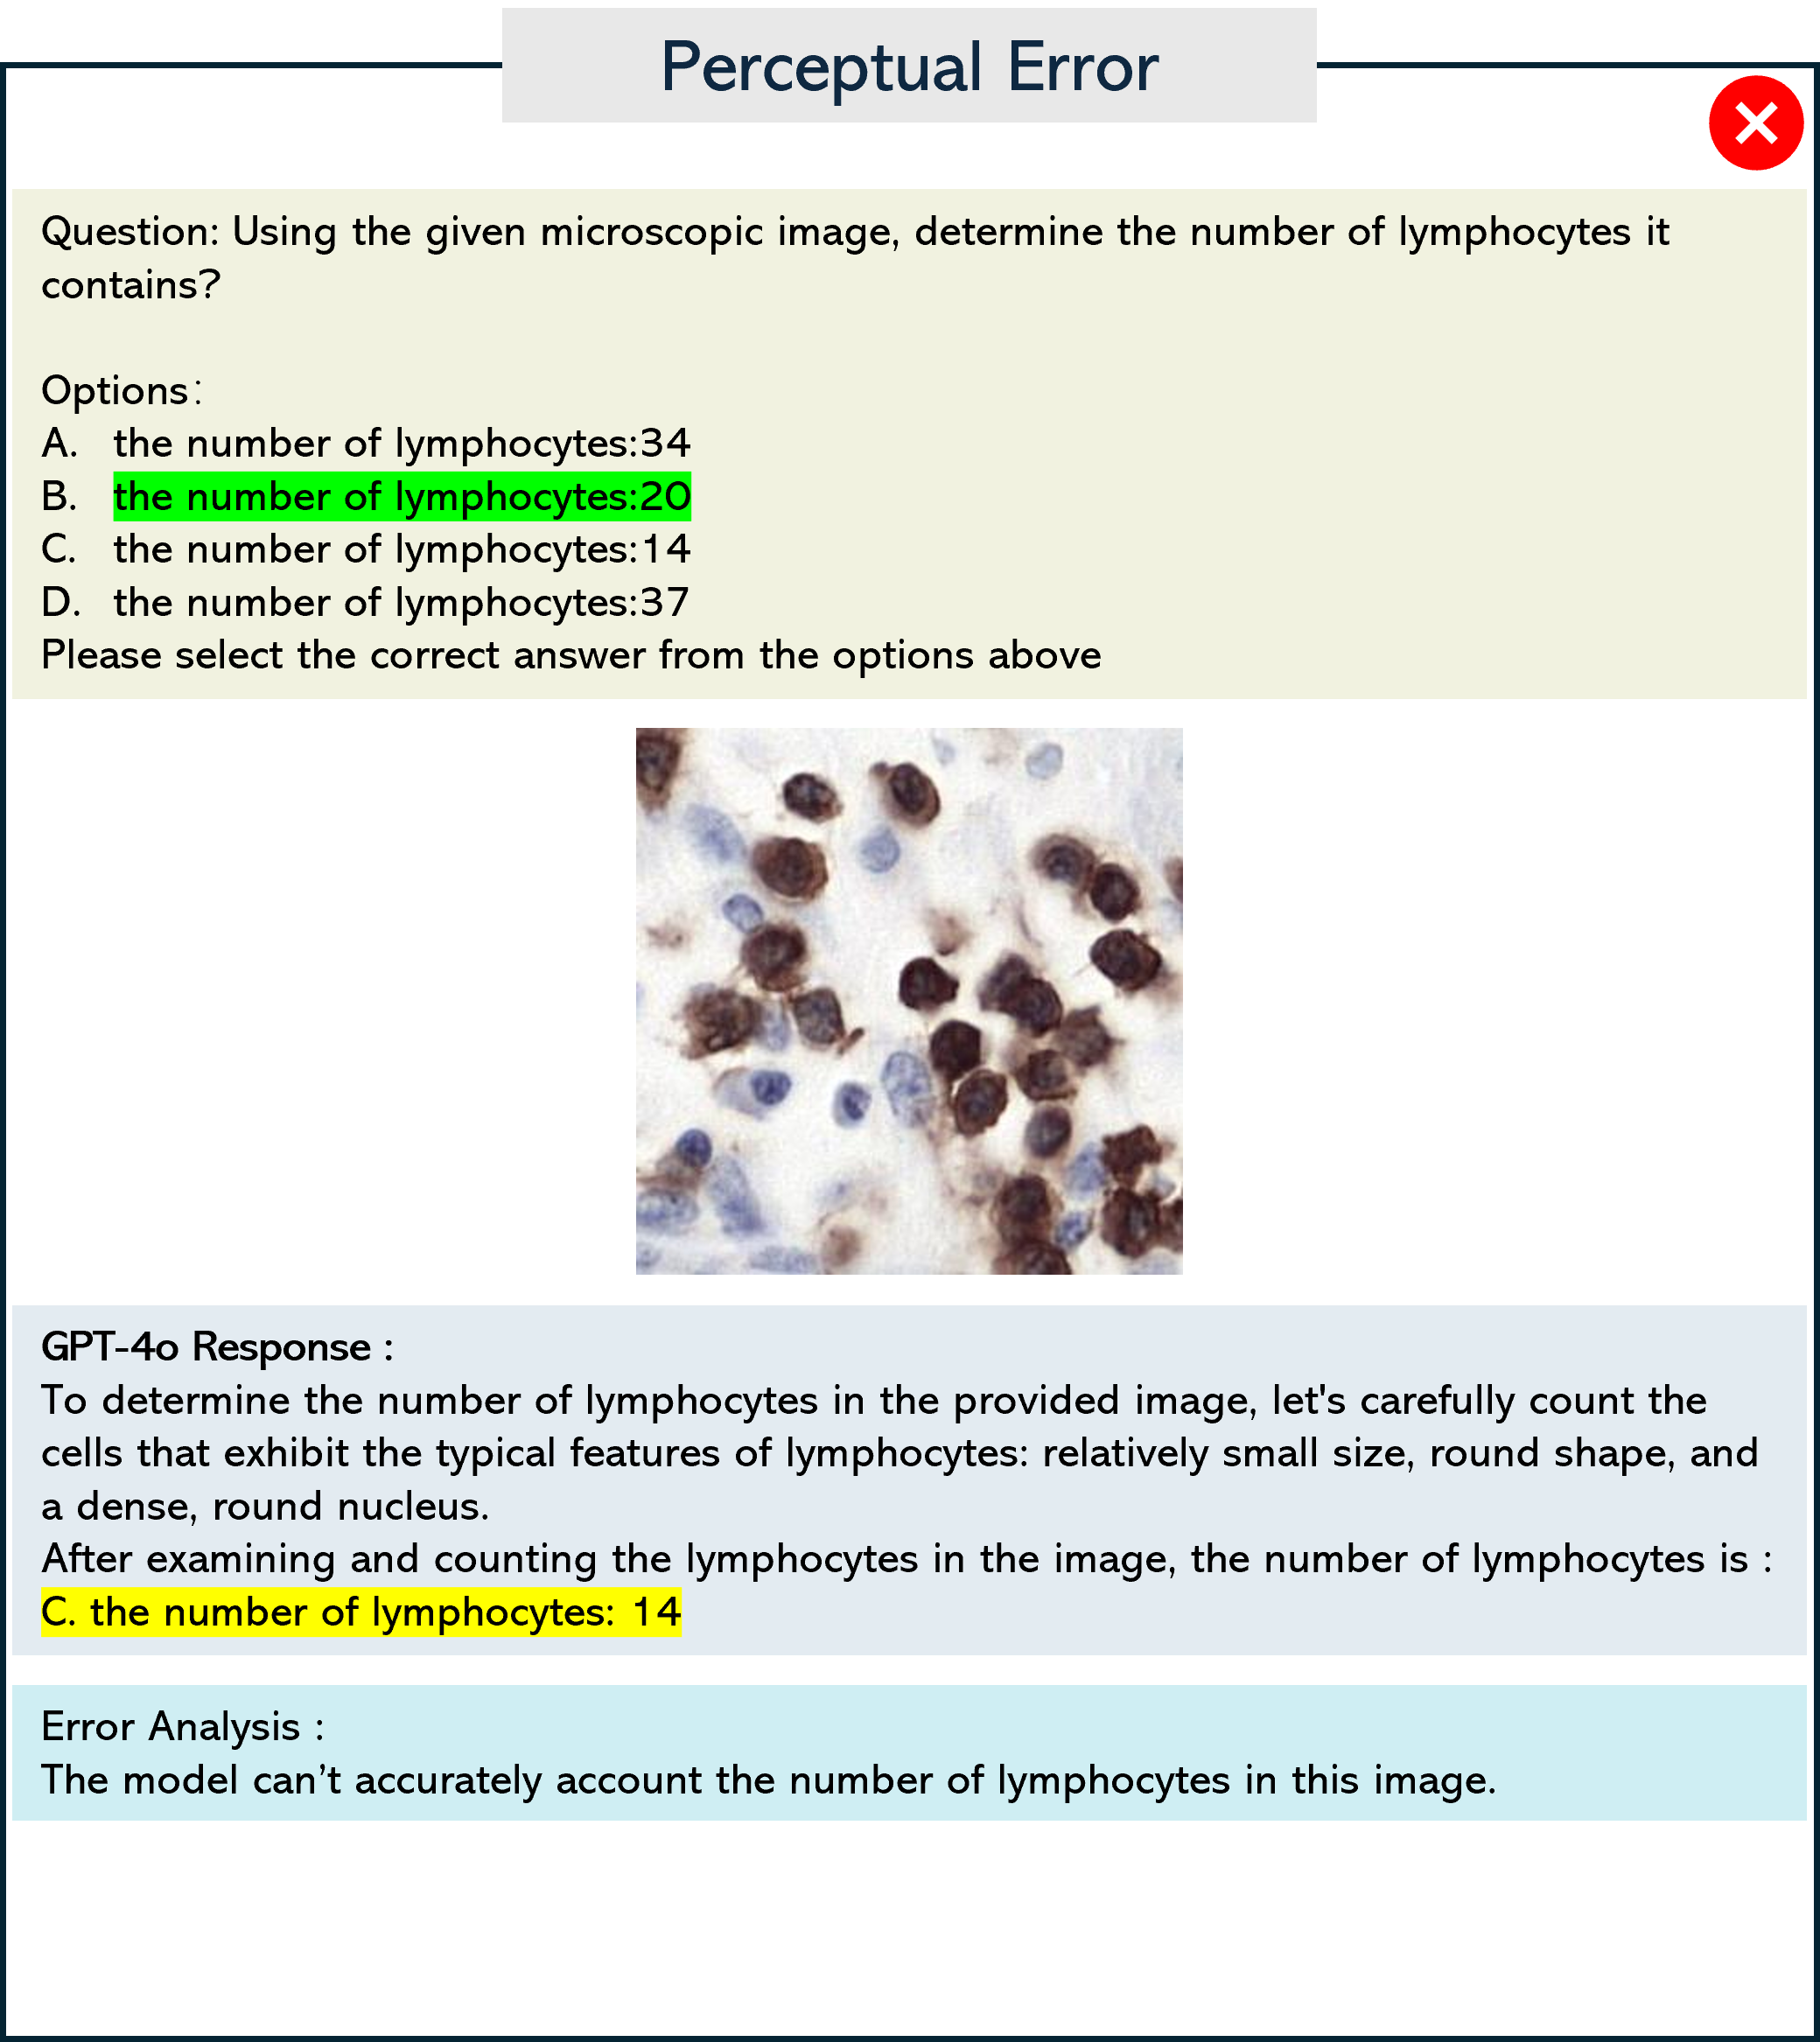 Perceptual Error
Question: Using the given microscopic image, determine the number of lymphocytes it
contains?
Options:
A. the number of lymphocytes:34
B. the number of lymphocytes:20
C. the number of lymphocytes:14
D. the number of lymphocytes:37
Please select the correct answer from the options above
GPT-4o Response :
To determine the number of lymphocytes in the provided image, let's carefully count the
cells that exhibit the typical features of lymphocytes: relatively small size, round shape, and
a dense, round nucleus.
After examining and counting the lymphocytes in the image, the number of lymphocytes is :
C. the number of lymphocytes: 14
Error Analysis :
The model can’t accurately account the number of lymphocytes in this image.